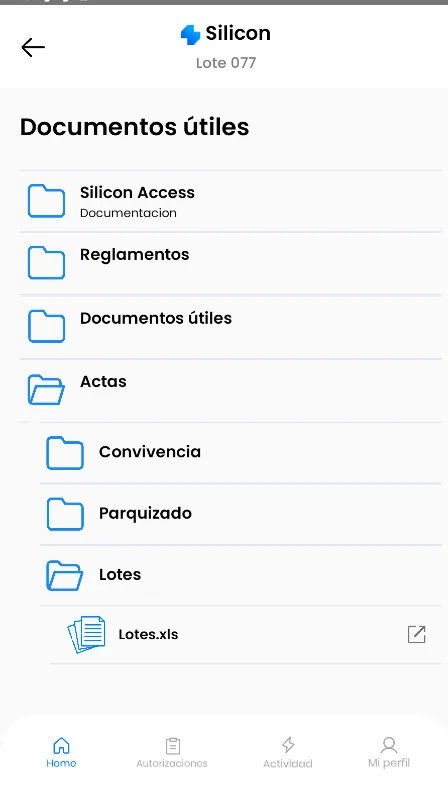 Silicon
Lote 077
Documentos útiles
Silicon Access
Documentacion
Reglamentos
Documentos útiles
Actas
Convivencia
Parquizado
Lotes
Lotes.xls
Home
Autorizaciones
Actividad
Mi perfil